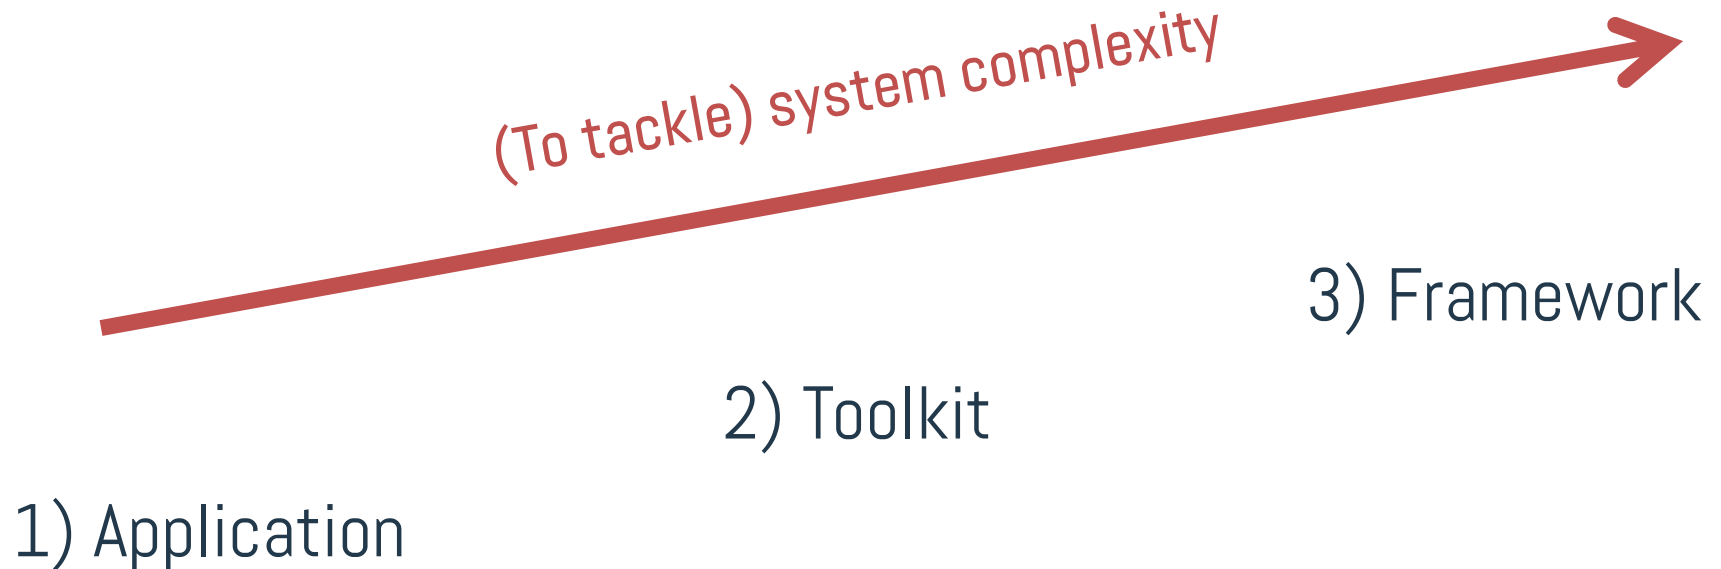 (To tackle) system complexity
3) Framework
2) Toolkit
1) Application